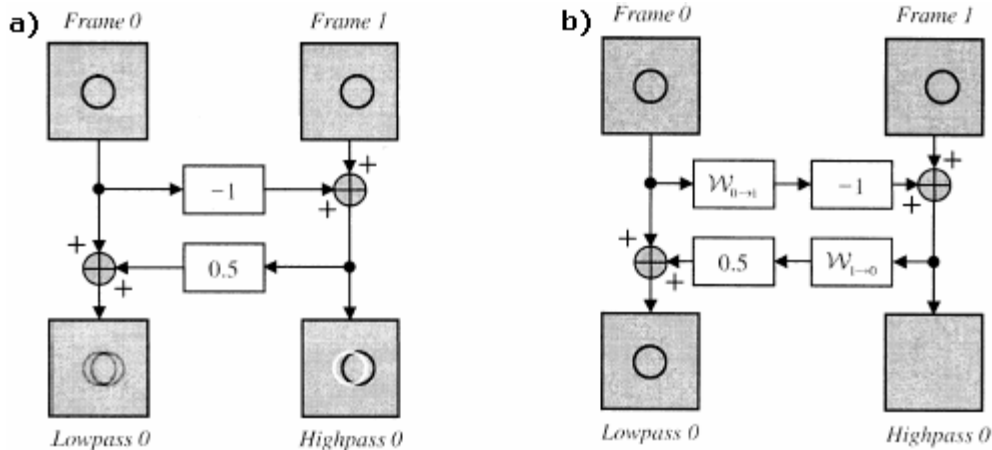 a)
Frame 0
Frame 1
−1
+
+
0.5
+
+
Lowpass 0
Highpass 0
b)
Frame 0
Frame 1
𝒲0→1
−1
+
+
0.5
𝒲1→0
+
+
Lowpass 0
Highpass 0